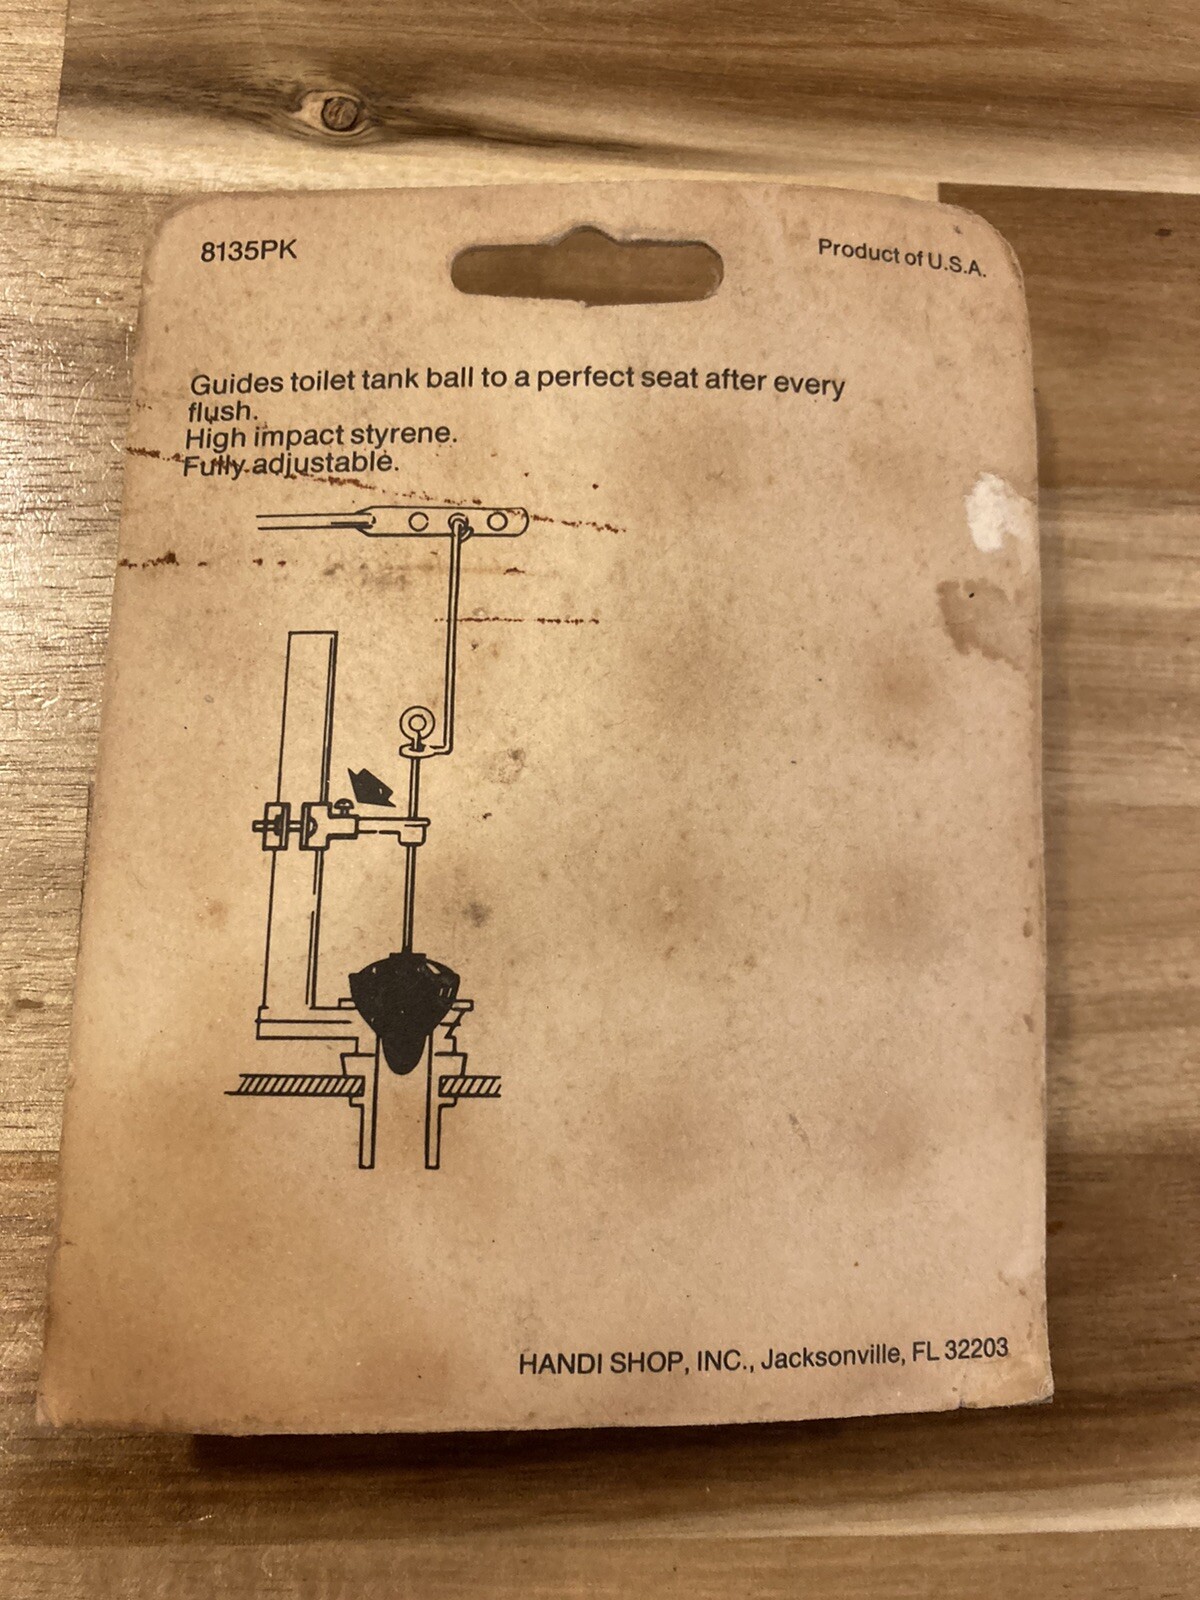 8135PK
Product of U.S.A.
Guides toilet tank ball to a perfect seat after every
flush.
High impact styrene.
Fully adjustable.
HANDI SHOP, INC., Jacksonville, FL 32203